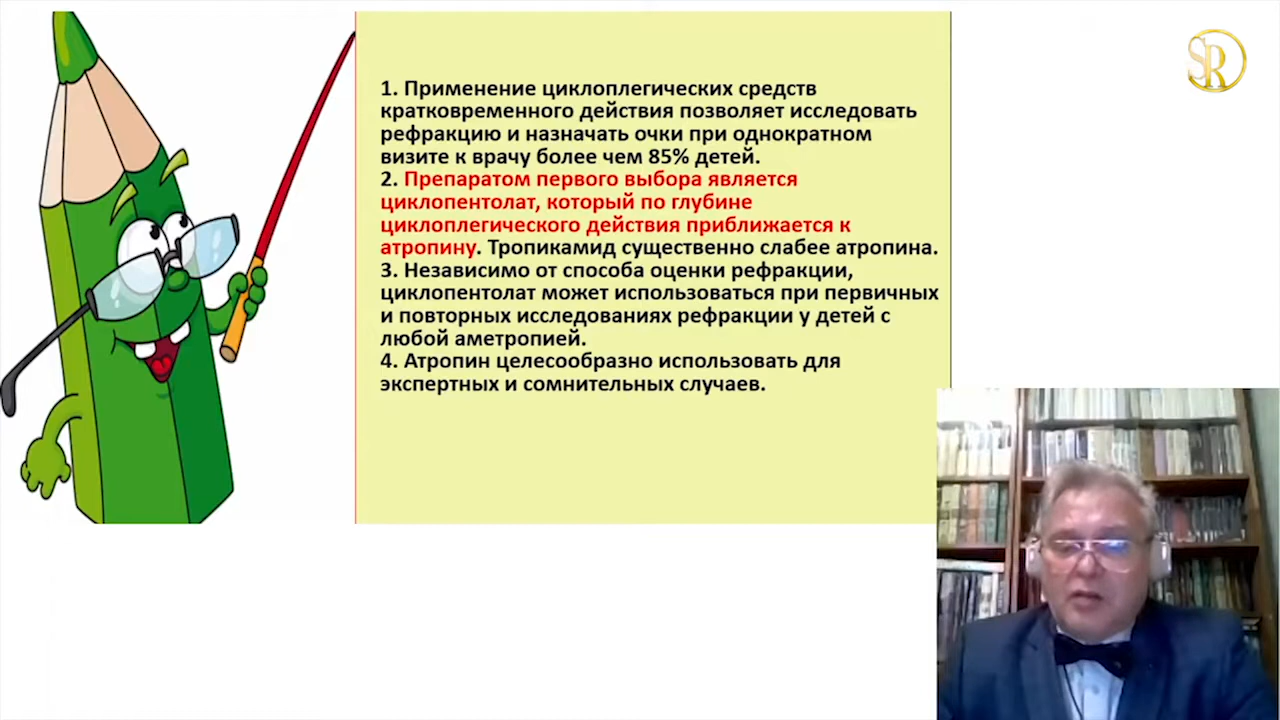 1. Применение циклоплегических средств
кратковременного действия позволяет исследовать
рефракцию и назначать очки при однократном
визите к врачу более чем 85% детей.
2. Препаратом первого выбора является
циклопентолат, который по глубине
циклоплегического действия приближается к
атропину. Тропикамид существенно слабее атропина.
3. Независимо от способа оценки рефракции,
циклопентолат может использоваться при первичных
и повторных исследованиях рефракции у детей с
любой аметропией.
4. Атропин целесообразно использовать для
экспертных и сомнительных случаев.
SR